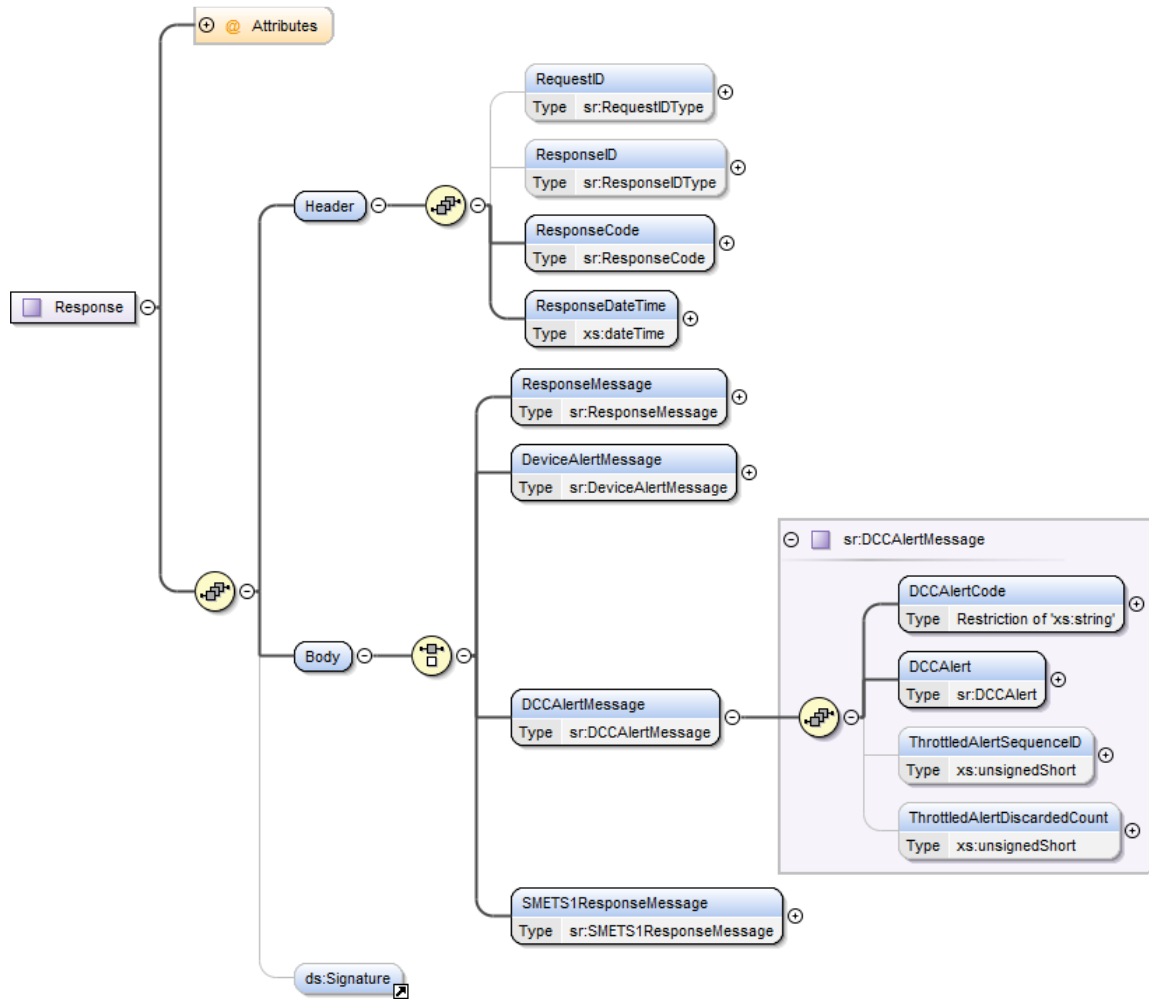 @ Attributes
RequestID
Type sr:RequestIDType
ResponseID
Type sr:ResponseIDType
Header
ResponseCode
Type sr:ResponseCode
Response
ResponseDateTime
Type xs:dateTime
ResponseMessage
Type sr:ResponseMessage
DeviceAlertMessage
Type sr:DeviceAlertMessage
sr:DCCAlertMessage
DCCAlertCode
Type Restriction of 'xs:string'
Body
DCCAlert
Type sr:DCCAlert
DCCAlertMessage
Type sr:DCCAlertMessage
ThrottledAlertSequenceID
Type xs:unsignedShort
ThrottledAlertDiscardedCount
Type xs:unsignedShort
SMETS1ResponseMessage
Type sr:SMETS1ResponseMessage
ds:Signature